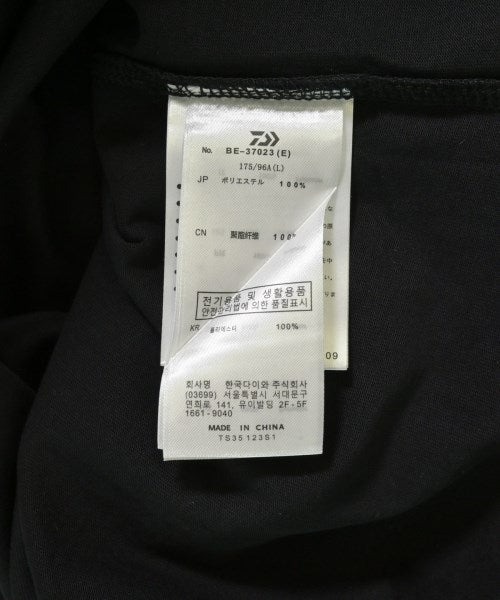 No. BE-37023 (E)
175/96A(L)
JP ポリエステル 100%
CN 聚酯纤维 100%
전기용품 및 생활용품
안전관리법에 의한 품질표시
KR 폴리에스터 100%
회사명 한국다이와 주식회사
(03699) 서울특별시 서대문구
연희로 141, 유이빌딩 2F-5F
1661-9040
MADE IN CHINA
TS35123S1
09